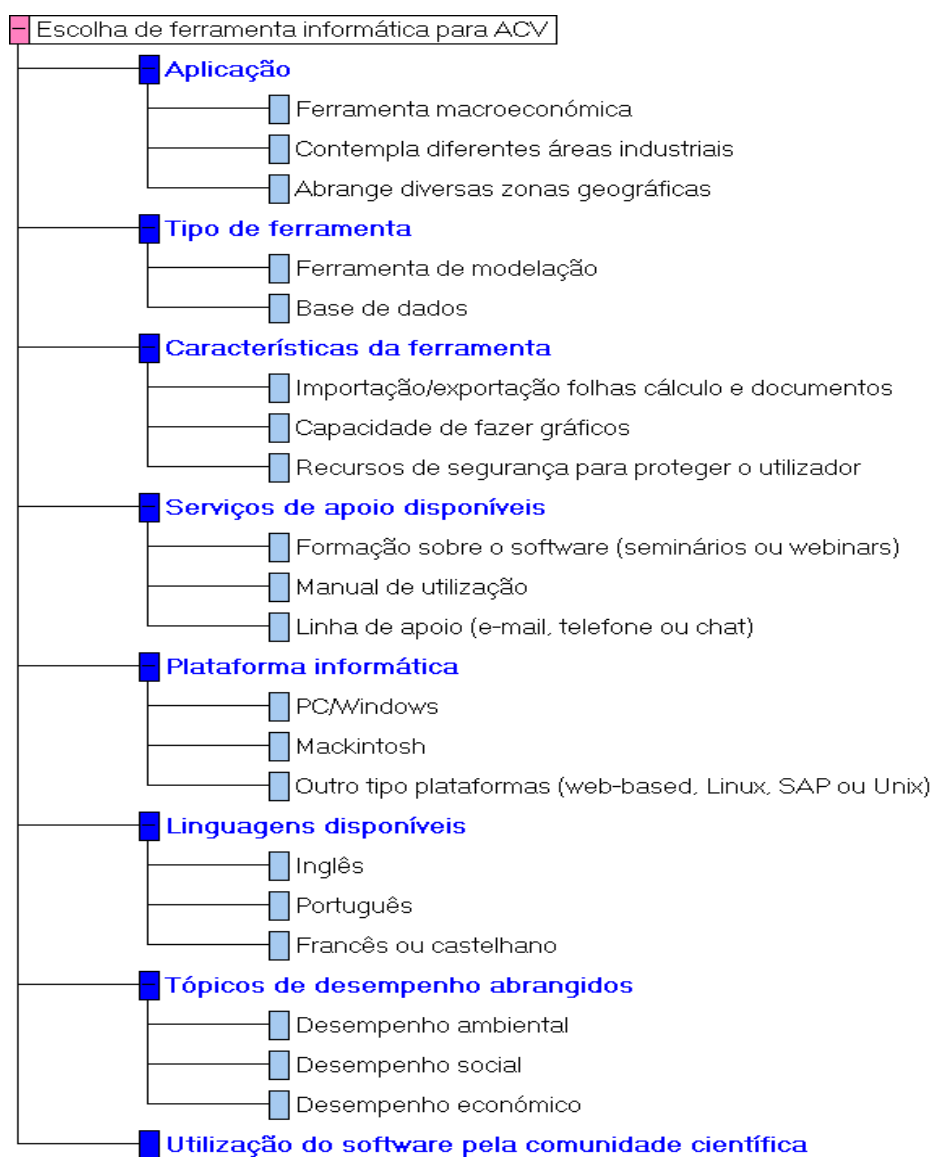 Escolha de ferramenta informática para ACV
Aplicação
Ferramenta macroeconómica
Contempla diferentes áreas industriais
Abrange diversas zonas geográficas
Tipo de ferramenta
Ferramenta de modelação
Base de dados
Características da ferramenta
Importação/exportação folhas cálculo e documentos
Capacidade de fazer gráficos
Recursos de segurança para proteger o utilizador
Serviços de apoio disponíveis
Formação sobre o software (seminários ou webinars)
Manual de utilização
Linha de apoio (e-mail, telefone ou chat)
Plataforma informática
PC/Windows
Mackintosh
Outro tipo plataformas (web-based, Linux, SAP ou Unix)
Linguagens disponíveis
Inglês
Português
Francês ou castelhano
Tópicos de desempenho abrangidos
Desempenho ambiental
Desempenho social
Desempenho económico
Utilização do software pela comunidade científica